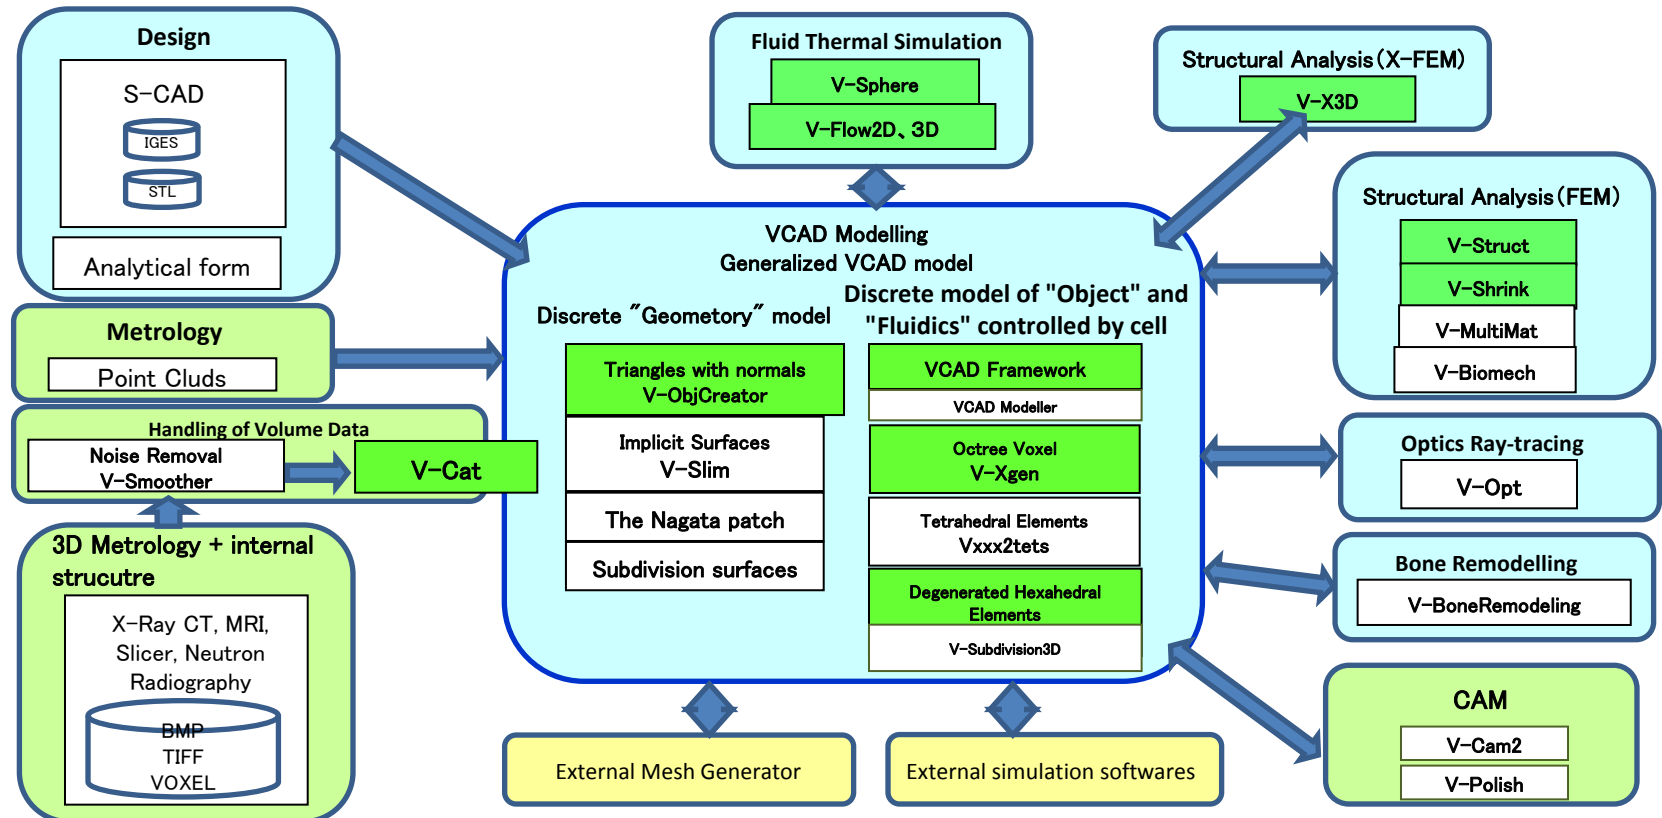 Design
S-CAD
IGES
STL
Analytical form
Metrology
Point Cluds
Handling of Volume Data
Noise Removal
V-Smoother
V-Cat
3D Metrology + internal
strucutre
X-Ray CT, MRI,
Slicer, Neutron
Radiography
BMP
TIFF
VOXEL
Fluid Thermal Simulation
V-Sphere
V-Flow2D、3D
VCAD Modelling
Generalized VCAD model
Discrete "Geometory" model
Triangles with normals
V-ObjCreator
Implicit Surfaces
V-Slim
The Nagata patch
Subdivision surfaces
Discrete model of "Object" and
"Fluidics" controlled by cell
VCAD Framework
VCAD Modeller
Octree Voxel
V-Xgen
Tetrahedral Elements
Vxxx2tets
Degenerated Hexahedral
Elements
V-Subdivision3D
External Mesh Generator
External simulation softwares
Structural Analysis(X-FEM)
V-X3D
Structural Analysis(FEM)
V-Struct
V-Shrink
V-MultiMat
V-Biomech
Optics Ray-tracing
V-Opt
Bone Remodelling
V-BoneRemodeling
CAM
V-Cam2
V-Polish